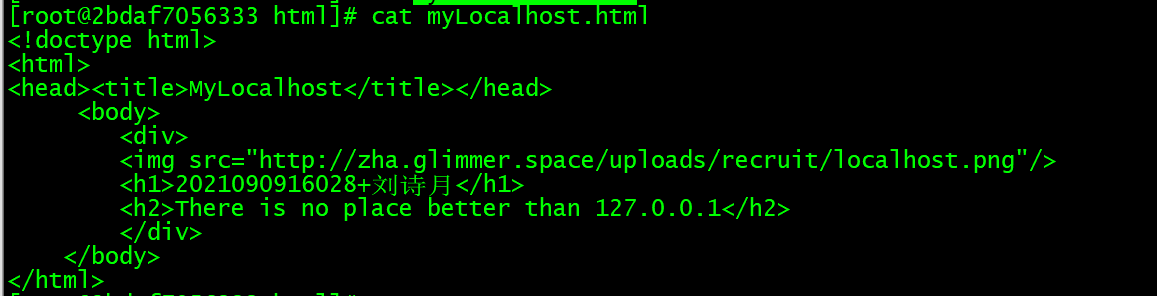 [root@2bdaf7056333 html]# cat myLocalhost.html
<!doctype html>
<html>
<head><title>MyLocalhost</title></head>
<body>
<div>
<img src="http://zha.glimmer.space/uploads/recruit/localhost.png"/>
<h1>2021090916028+刘诗月</h1>
<h2>There is no place better than 127.0.0.1</h2>
</div>
</body>
</html>